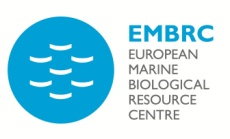 EMBRC
EUROPEAN
MARINE
BIOLOGICAL
RESOURCE
CENTRE